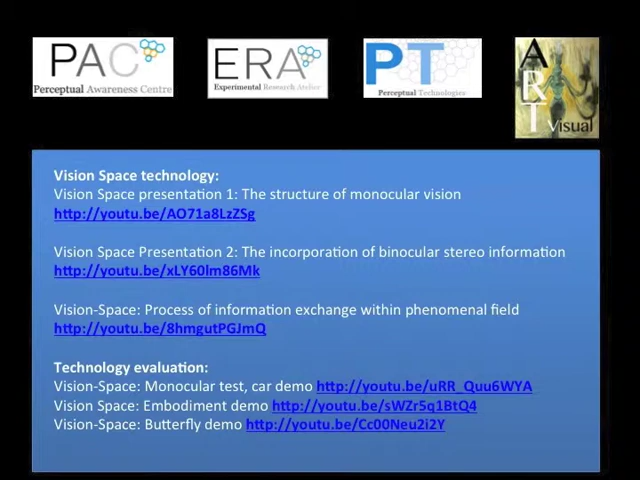 PAC
Perceptual Awareness Centre
ERA
Experimental Research Atelier
PT
Perceptual Technologies
ART
Visual
Vision Space technology:
Vision Space presentation 1: The structure of monocular vision
http://youtu.be/AO71a8LzZSg
Vision Space Presentation 2: The incorporation of binocular stereo information
http://youtu.be/xLY60lm86Mk
Vision-Space: Process of information exchange within phenomenal field
http://youtu.be/8hmgutPGJmQ
Technology evaluation:
Vision-Space: Monocular test, car demo http://youtu.be/uRR_Quu6WYA
Vision Space: Embodiment demo http://youtu.be/sWZr5q1BtQ4
Vision-Space: Butterfly demo http://youtu.be/Cc00Neu2i2Y